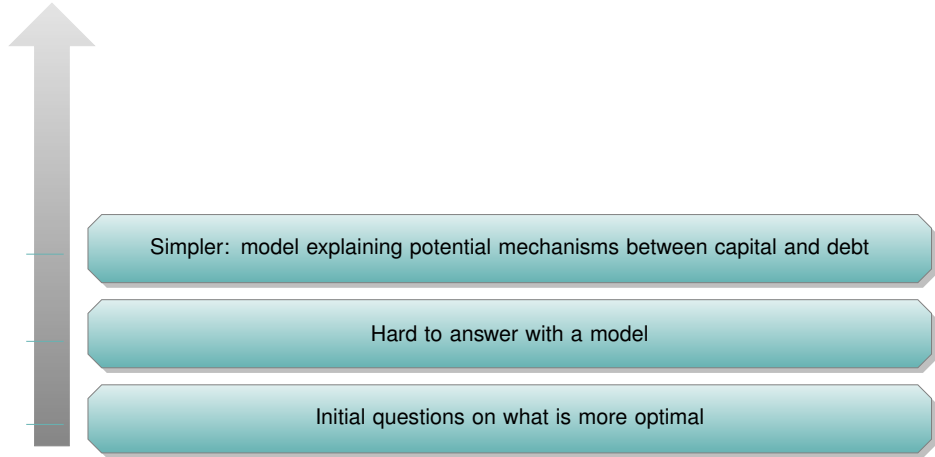 Simpler: model explaining potential mechanisms between capital and debt
Hard to answer with a model
Initial questions on what is more optimal